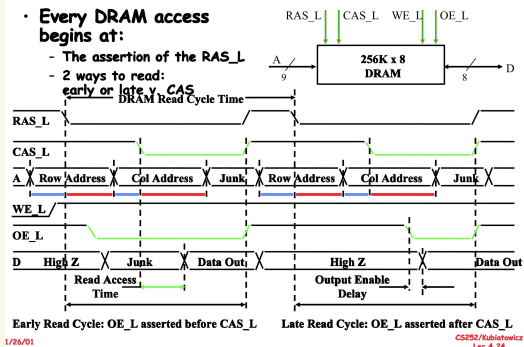 · Every DRAM access
begins at:
- The assertion of the RAS_L
- 2 ways to read:
early or late v. CAS
RAS_L CAS_L WE_L OE_L
A 256K x 8 D
9 DRAM 8
DRAM Read Cycle Time
RAS_L
CAS_L
A Row Address Col Address Junk Row Address Col Address Junk
WE_L
OE_L
D High Z Junk Data Out High Z Data Out
Read Access
Time
Output Enable
Delay
Early Read Cycle: OE_L asserted before CAS_L Late Read Cycle: OE_L asserted after CAS_L
1/26/01
CS252/Kubiatowicz
Lec 4.24